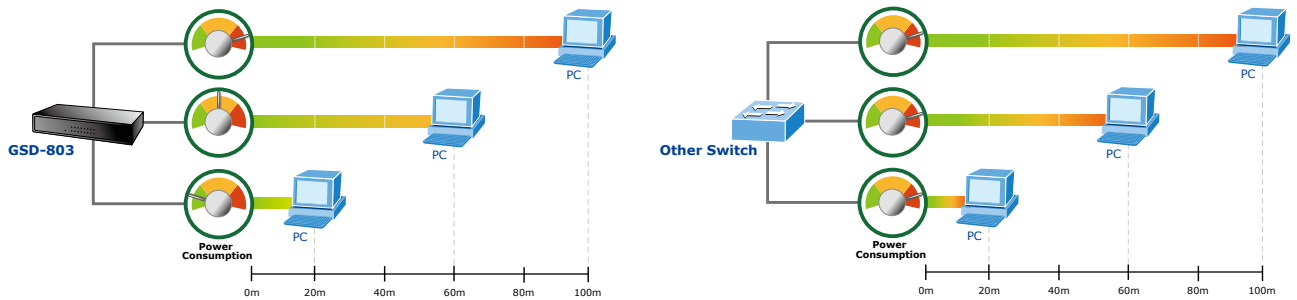 PC
GSD-803
PC
PC
Power
Consumption
0m 20m 40m 60m 80m 100m
PC
Other Switch
PC
PC
Power
Consumption
0m 20m 40m 60m 80m 100m